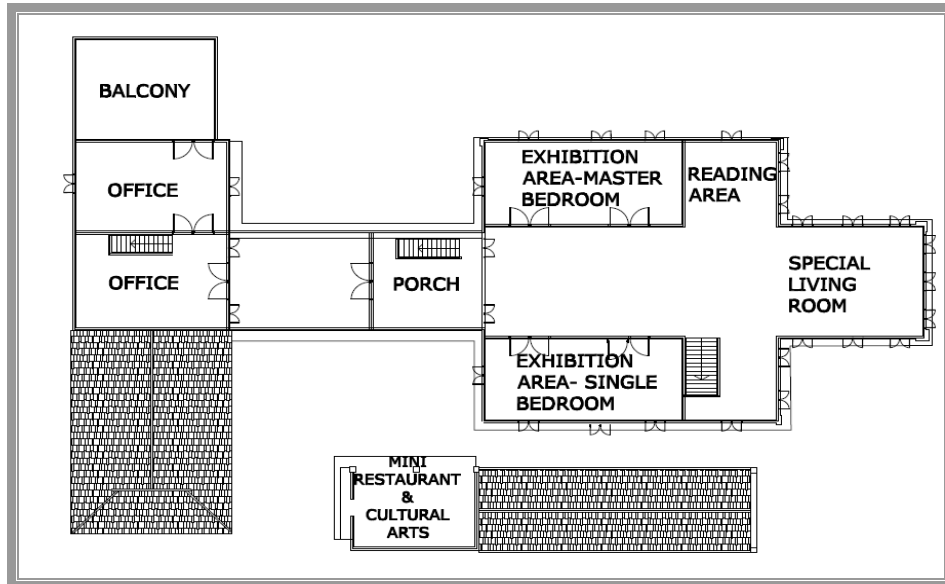 BALCONY
OFFICE
OFFICE
PORCH
EXHIBITION
AREA-MASTER
BEDROOM
READING
AREA
SPECIAL
LIVING
ROOM
EXHIBITION
AREA- SINGLE
BEDROOM
MINI
RESTAURANT
&
CULTURAL
ARTS